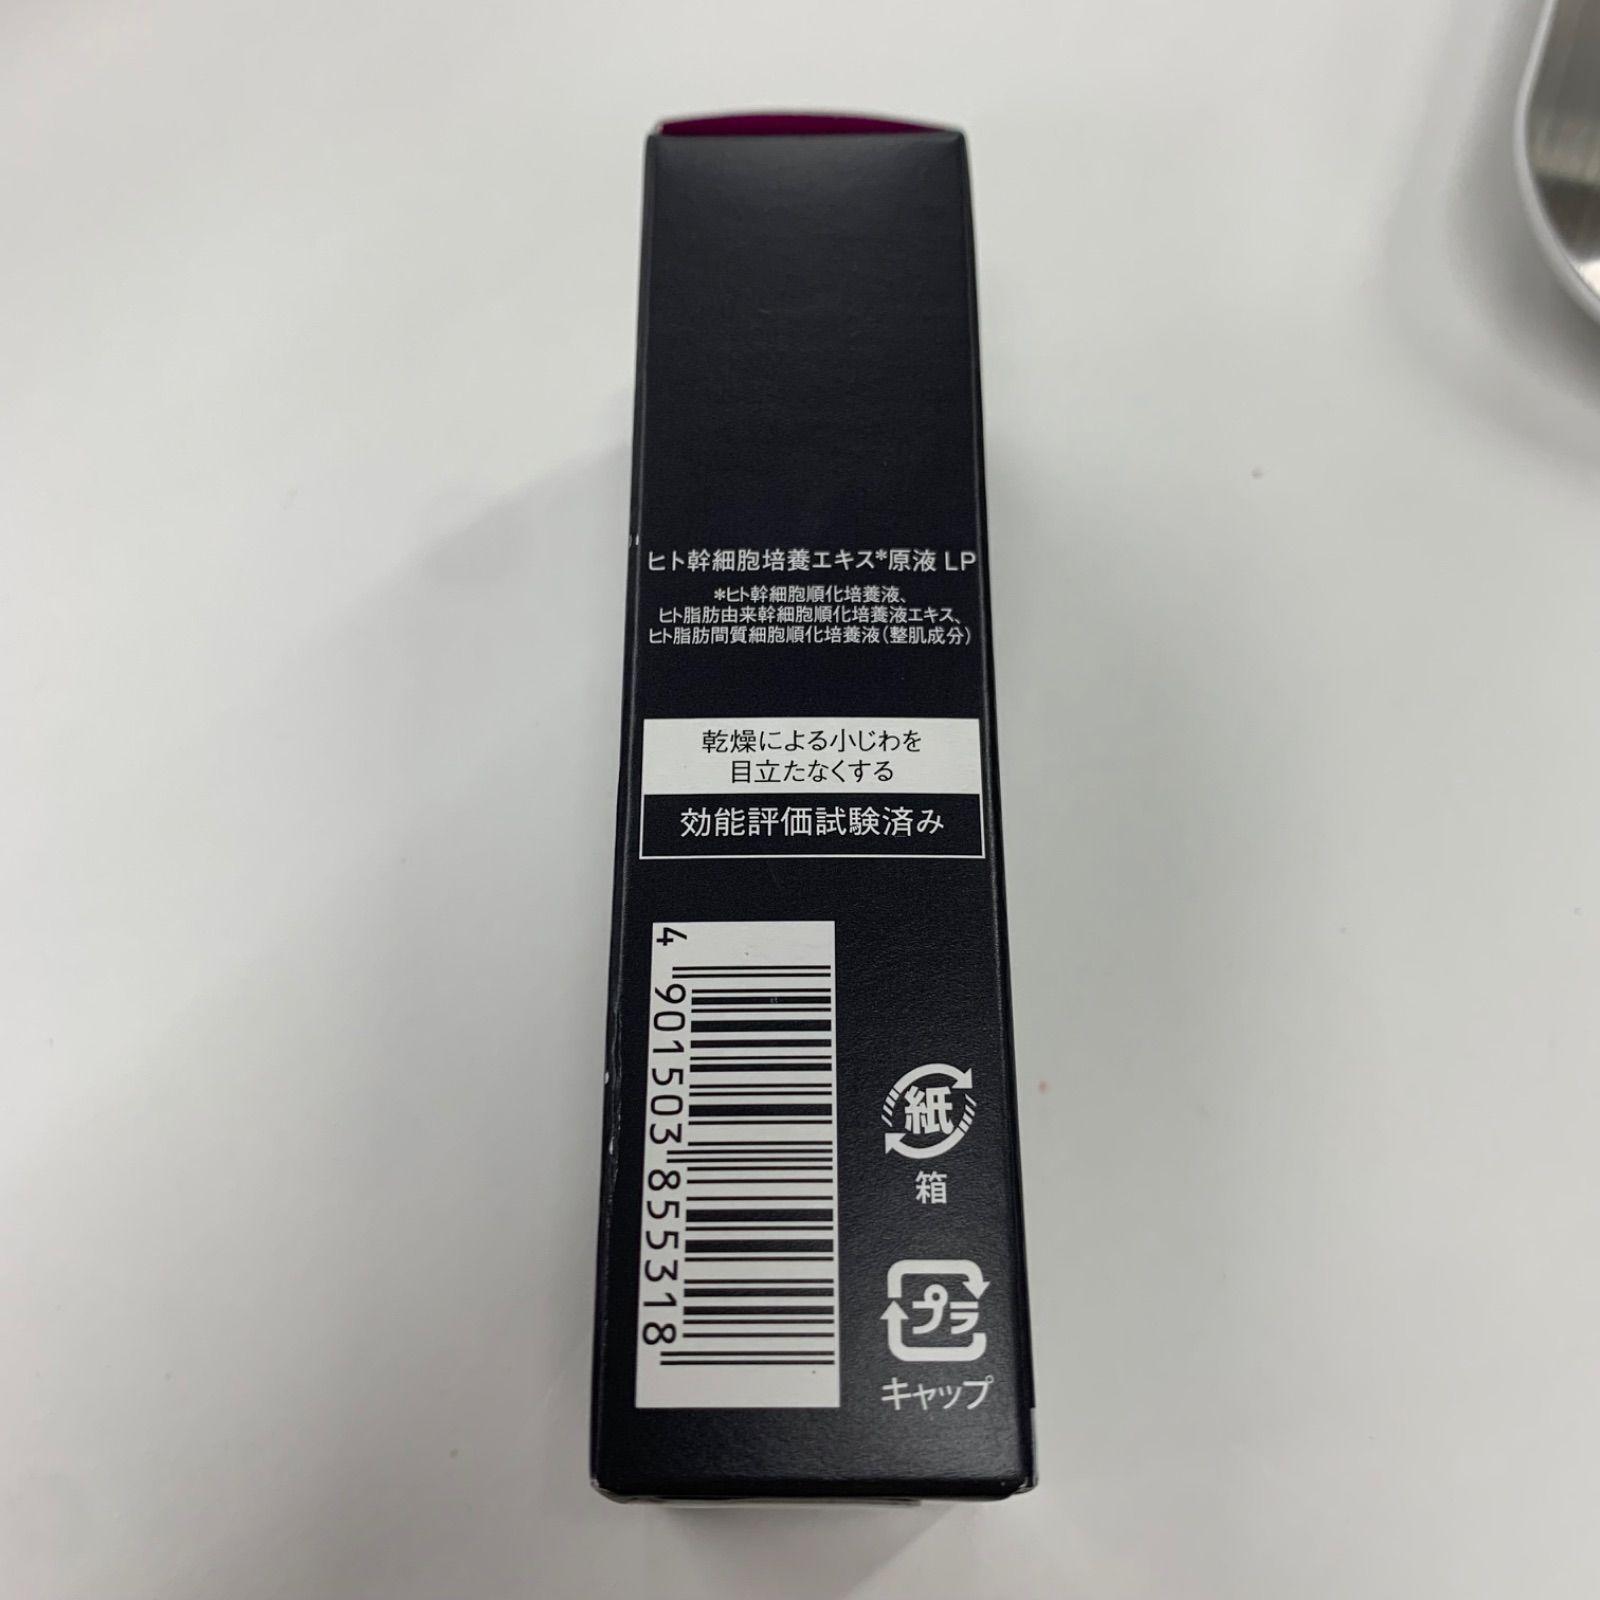 ヒト幹細胞培養エキス*原液 LP
*ヒト幹細胞順化培養液、
ヒト脂肪由来幹細胞順化培養液エキス、
ヒト脂肪間質細胞順化培養液(整肌成分)
乾燥による小じわを
目立たなくする
効能評価試験済み
4 901503 855318
紙
箱
プラ
キャップ